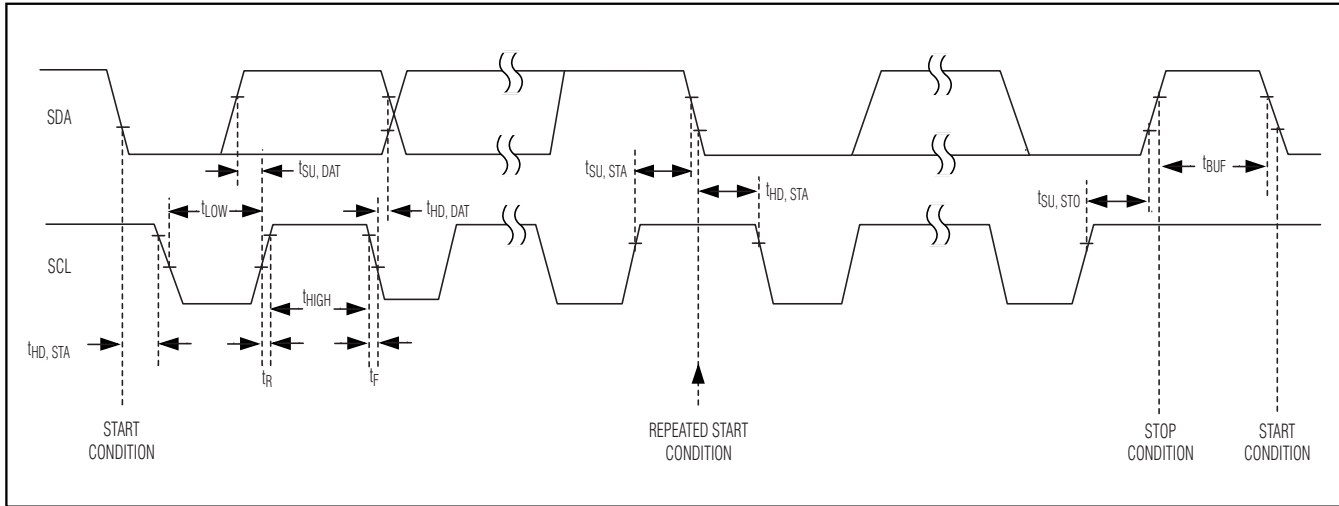 SDA
tSU, DAT
tSU, STA
tBUF
tLOW
tHD, DAT
tHD, STA
tSU, STO
SCL
tHIGH
tHD, STA
tR
tF
START
CONDITION
REPEATED START
CONDITION
STOP
CONDITION
START
CONDITION